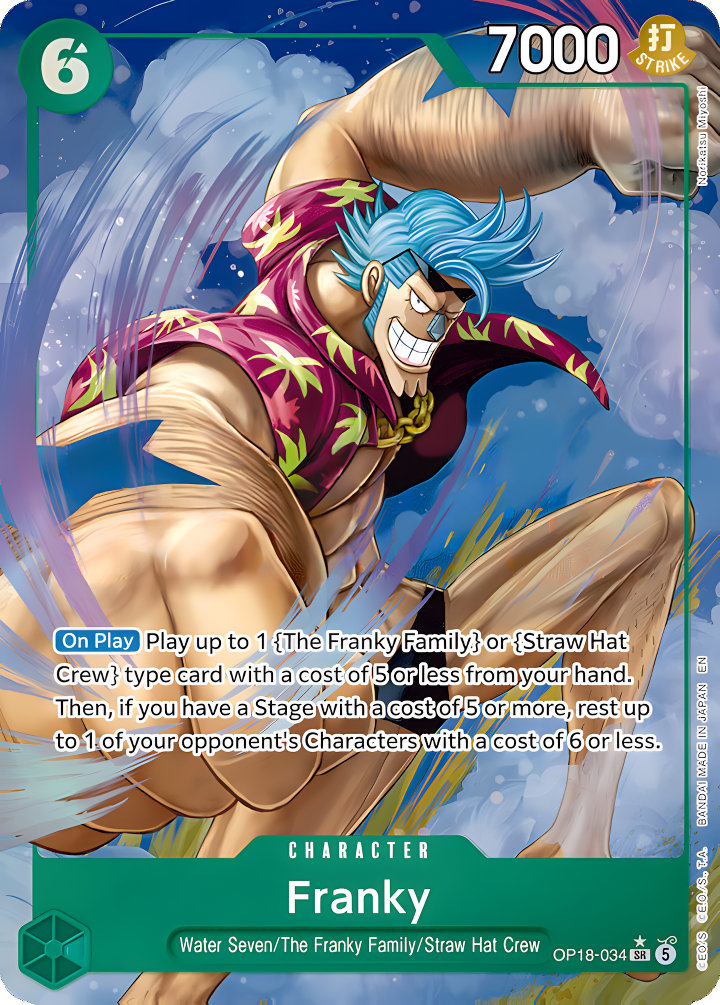 6
7000
打
STRIKE
Norikatsu Miyoshi
On Play Play up to 1 {The Franky Family} or {Straw Hat
Crew} type card with a cost of 5 or less from your hand.
Then, if you have a Stage with a cost of 5 or more, rest up
to 1 of your opponent's Characters with a cost of 6 or less.
©E.O/S ©E.O./S., T.A. BANDAI MADE IN JAPAN EN
CHARACTER
Franky
Water Seven/The Franky Family/Straw Hat Crew
OP18-034 SR 5